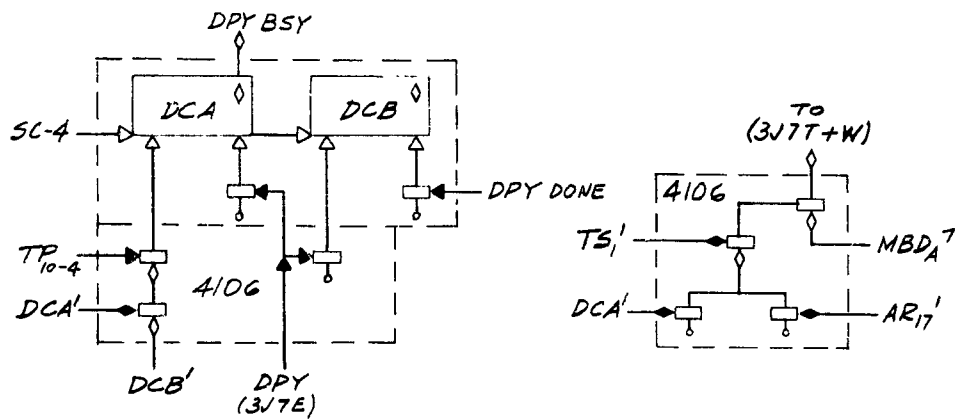 DPY BSY
DCA
DCB
SC-4
DPY DONE
TP10-4
4106
DCA'
DCB'
DPY
(3J7E)
TO
(3J7T+W)
4106
TS1'
MBDA7
DCA'
AR17'